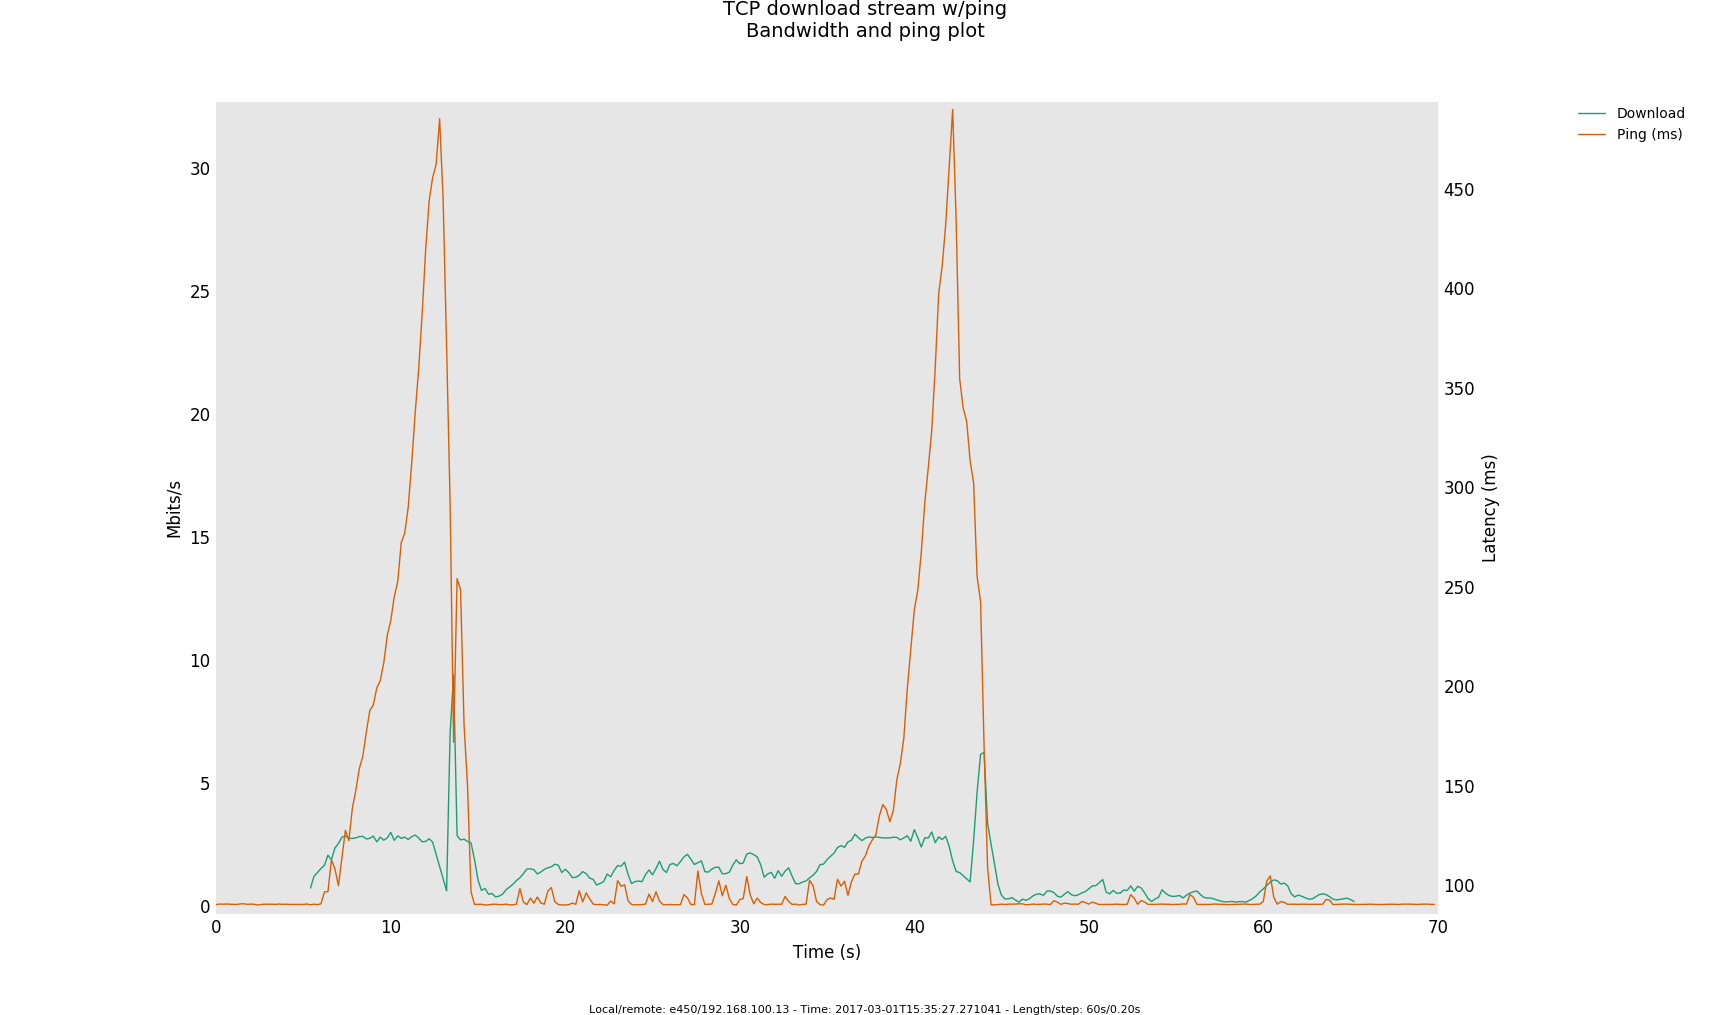 TCP download stream w/ping
Bandwidth and ping plot
Download
Ping (ms)
30
25
20
15
10
5
0
Mbits/s
450
400
350
300
250
200
150
100
Latency (ms)
0 10 20 30 40 50 60 70
Time (s)
Local/remote: e450/192.168.100.13 - Time: 2017-03-01T15:35:27.271041 - Length/step: 60s/0.20s